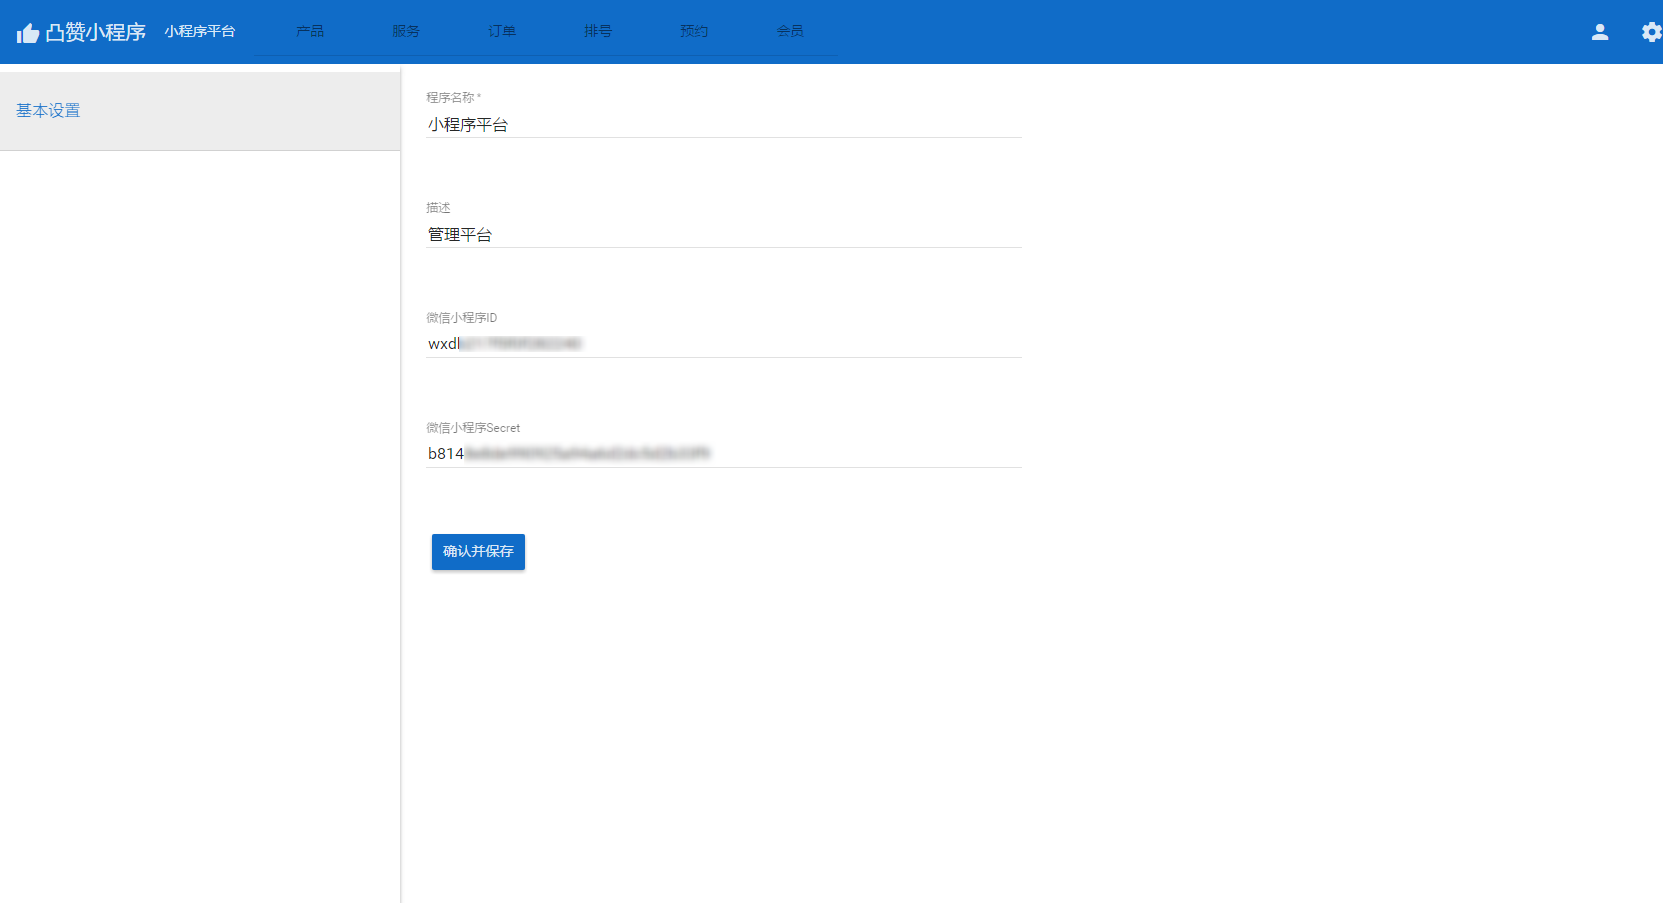 凸赞小程序 小程序平台 产品 服务 订单 排号 预约 会员
基本设置
程序名称 *
小程序平台
描述
管理平台
微信小程序ID
wxd
微信小程序Secret
b814
确认并保存